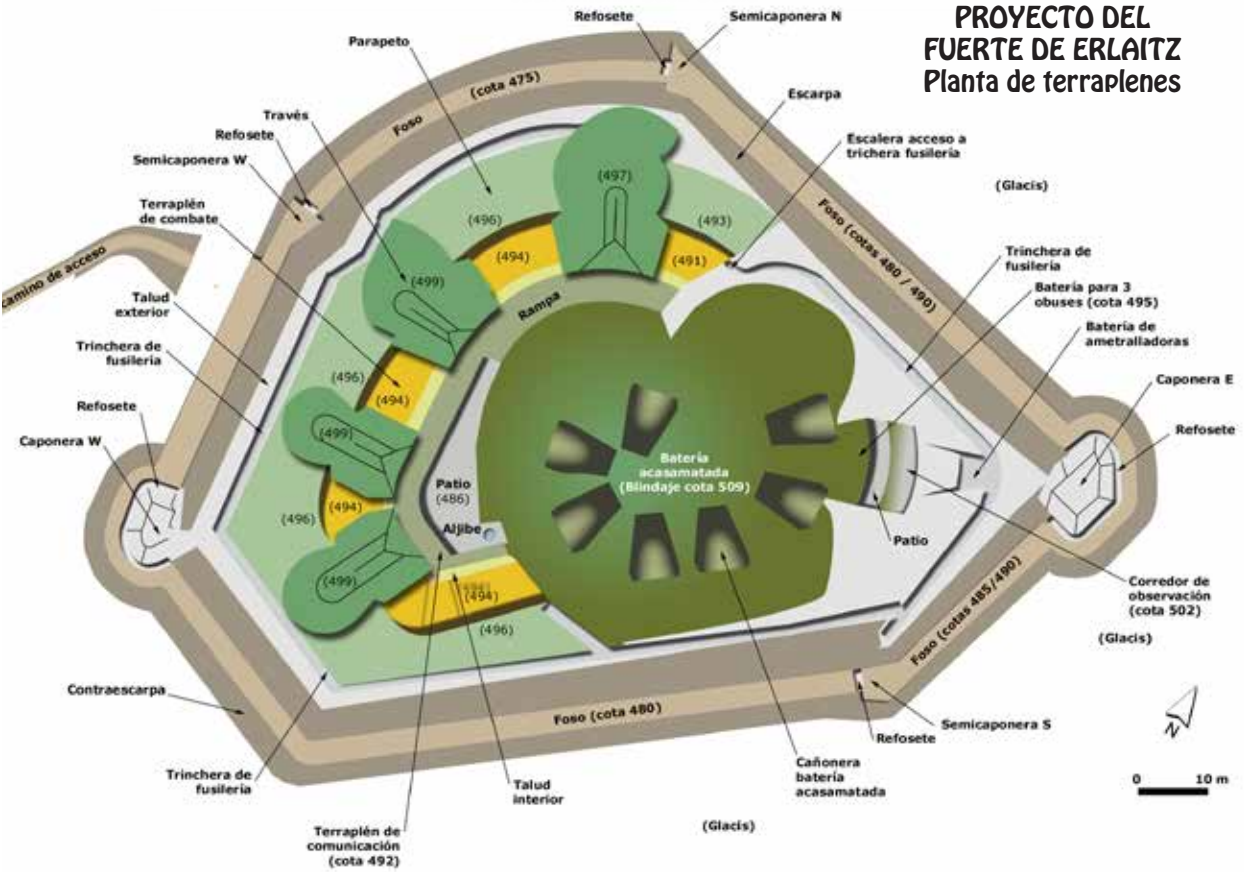 PROYECTO DEL
FUERTE DE ERLAITZ
Planta de terraplenes
Refosete
Semicaponera N
Parapeto
(cota 475)
Foso
Escarpa
Través
Refosete
Semicaponera W
Escalera acceso a
trichera fusilería
(Glacis)
Terraplén
de combate
(497)
(496)
(493)
(494)
(491)
Foso (cotas 480 / 490)
camino de acceso
(499)
Rampa
Trinchera de
fusilería
Batería para 3
obuses (cota 495)
Batería de
ametralladoras
Talud
exterior
Trinchera de
fusilería
(496)
(494)
Caponera E
Refosete
Refosete
Caponera W
(499)
Batería
acasamatada
(Blindaje cota 509)
Patio
(486)
(494)
(496)
Aljibe
Patio
(499)
(494)
(494)
(496)
Corredor de
observación
(cota 502)
Foso (cotas 485/490)
(Glacis)
Contraescarpa
Foso (cota 480)
Semicaponera S
Refosete
N
Trinchera de
fusilería
Talud
interior
Cañonera
batería
acasamatada
0 10 m
Terraplén de
comunicación
(cota 492)
(Glacis)